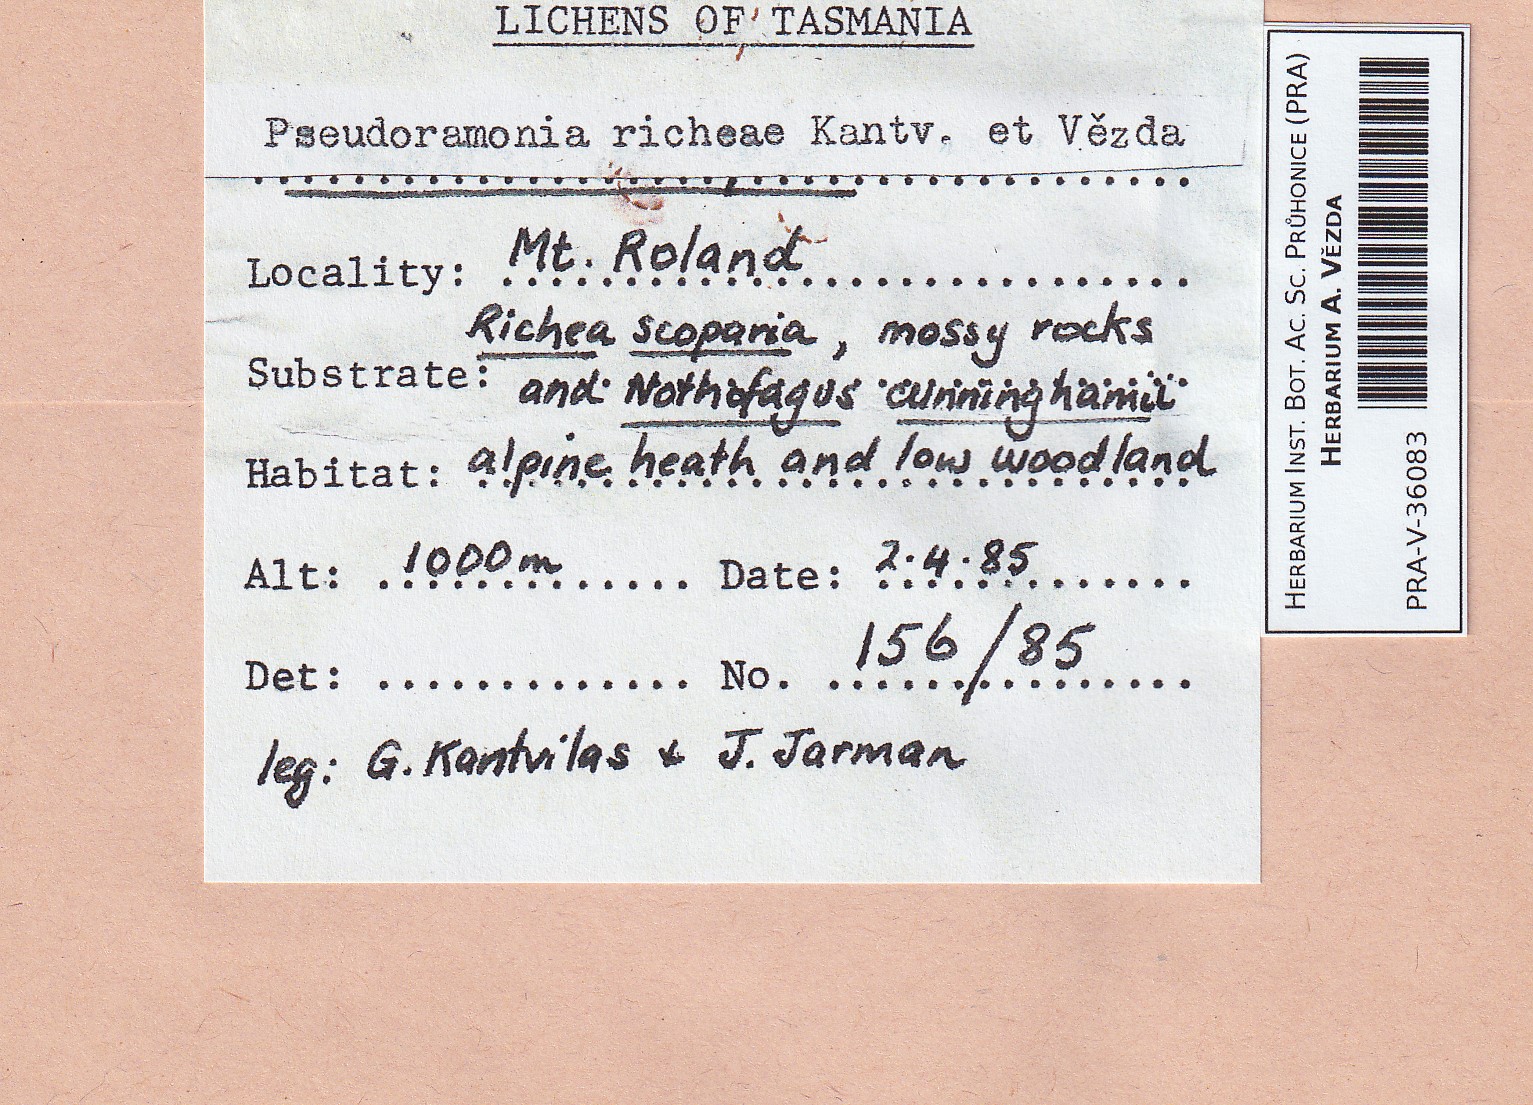 LICHENS OF TASMANIA
Pseudoramonia richeae Kantv. et Vězda
Locality: Mt. Roland
Substrate: Richea scoparia, mossy rocks
and Nothofagus cunninghamii
Habitat: alpine heath and low woodland
Alt: 1000m Date: 2.4.85
Det: No. 156/85
leg: G. Kantvilas & J. Jarman
HERBARIUM INST. BOT. AC. SC. PRŮHONICE (PRA)
HERBARIUM A. VĚZDA
PRA-V-36083